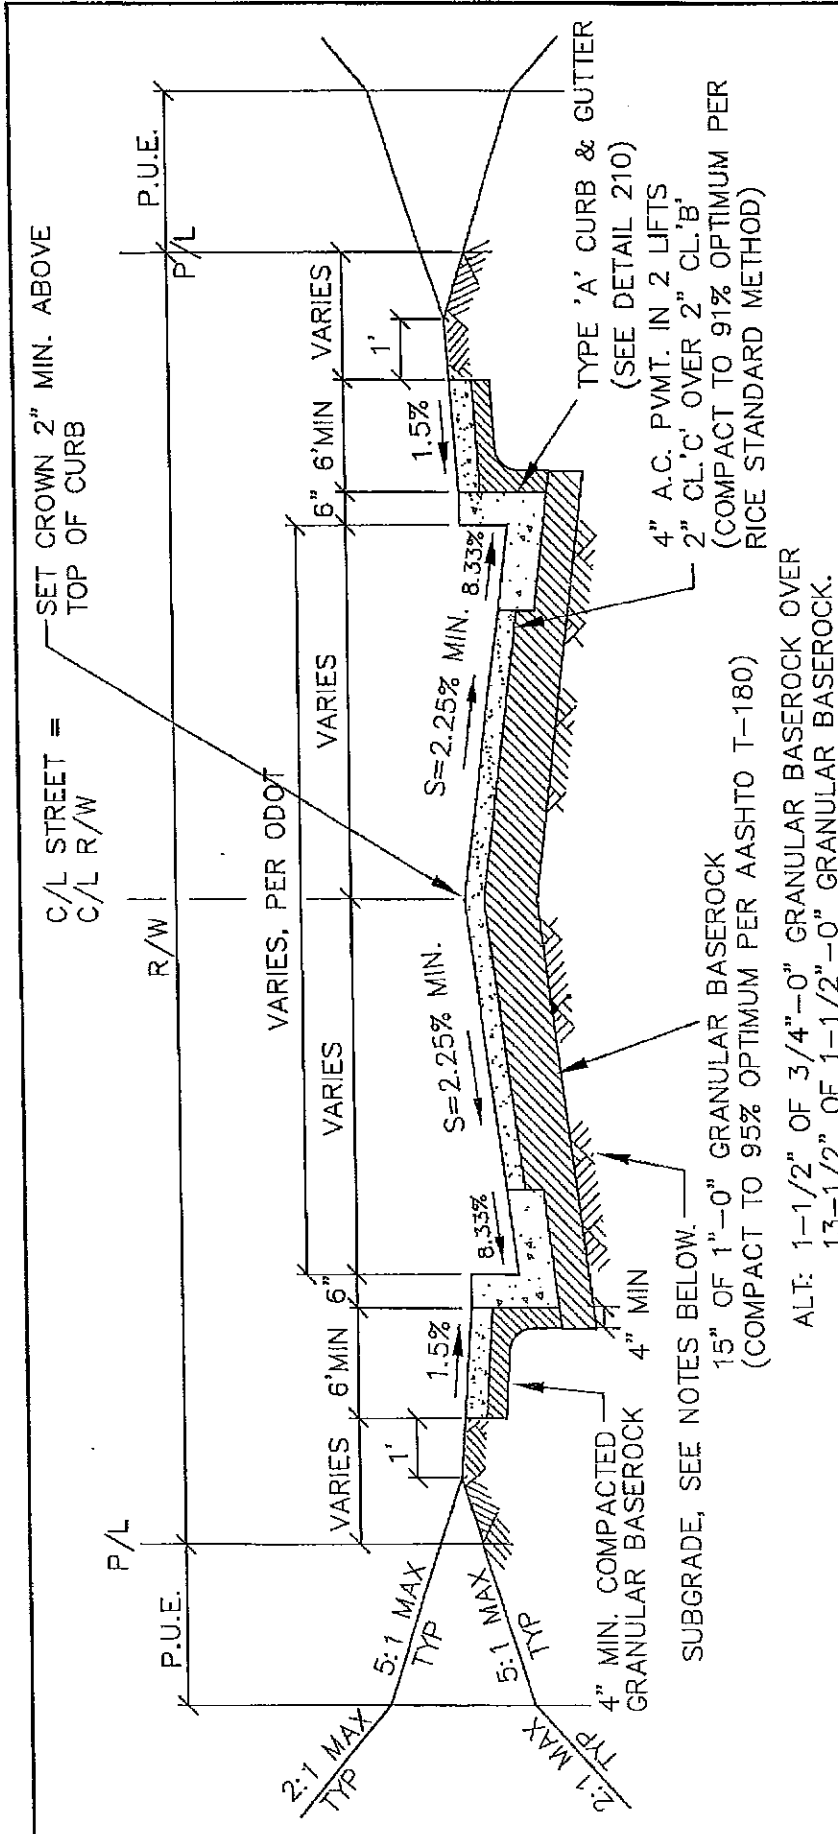 C/L STREET =
C/L R/W
SET CROWN 2" MIN. ABOVE
TOP OF CURB
P.U.E.
P/L
R/W
P/L
P.U.E.
VARIES, PER ODOT
VARIES
6'MIN
6"
VARIES
VARIES
6"
6'MIN
VARIES
1'
1.5%
8.33%
S=2.25% MIN.
S=2.25% MIN.
8.33%
1.5%
1'
2:1 MAX
TYP
5:1 MAX
TYP
5:1 MAX
TYP
2:1 MAX
TYP
4" MIN. COMPACTED
GRANULAR BASEROCK
4" MIN
SUBGRADE, SEE NOTES BELOW.
15" OF 1"-0" GRANULAR BASEROCK
(COMPACT TO 95% OPTIMUM PER AASHTO T-180)
ALT: 1-1/2" OF 3/4"-0" GRANULAR BASEROCK OVER
13-1/2" OF 1-1/2"-0" GRANULAR BASEROCK.
TYPE 'A' CURB & GUTTER
(SEE DETAIL 210)
4" A.C. PVMT. IN 2 LIFTS
2" CL.'C' OVER 2" CL.'B'
(COMPACT TO 91% OPTIMUM PER
RICE STANDARD METHOD)